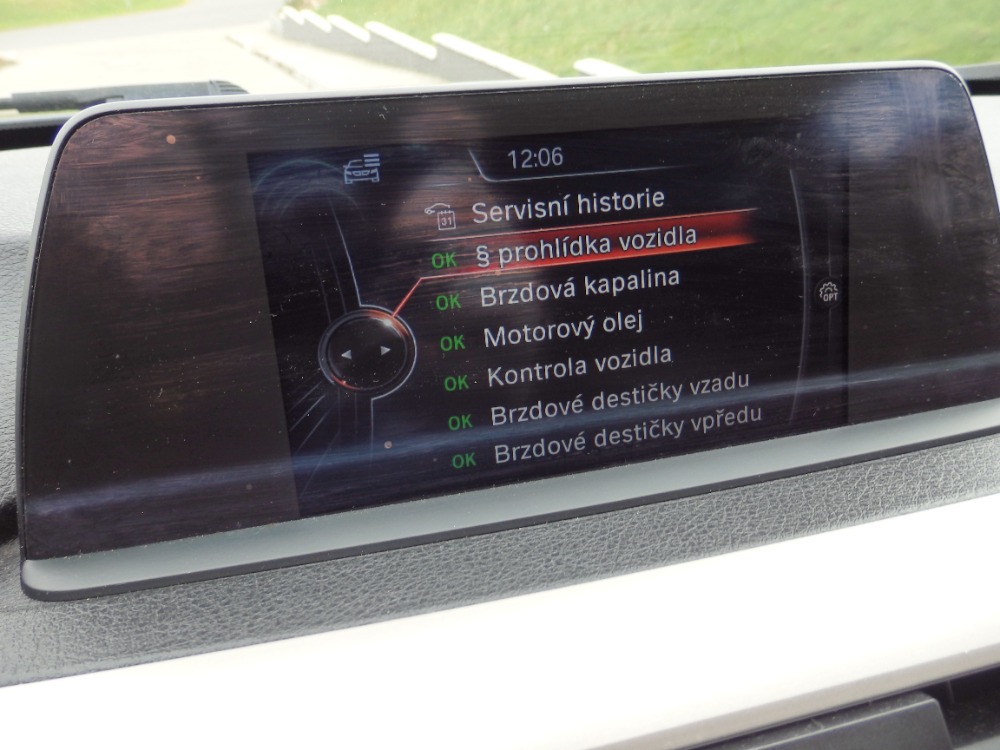 12:06
31 Servisní historie
OK § prohlídka vozidla
OK Brzdová kapalina
OK Motorový olej
OK Kontrola vozidla
OK Brzdové destičky vzadu
OK Brzdové destičky vpředu
OPT